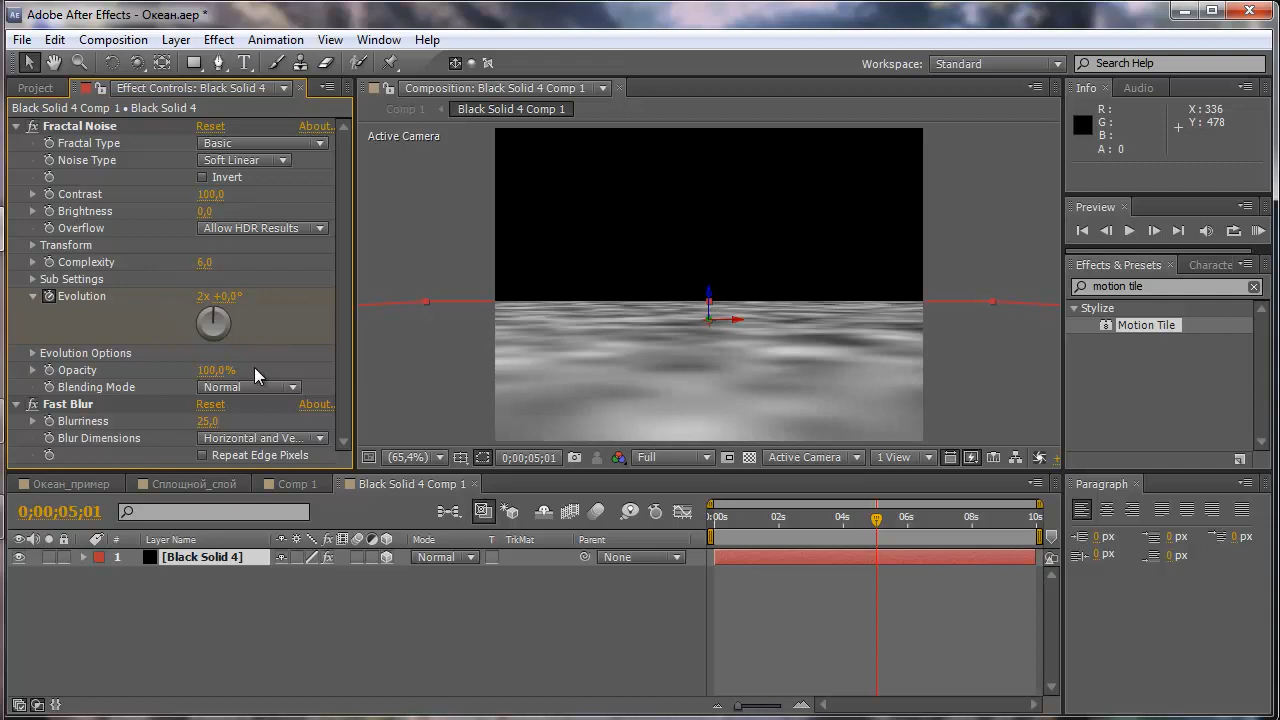 Adobe After Effects - Океан.aep *
File Edit Composition Layer Effect Animation View Window Help
Workspace: Standard Search Help
Project Effect Controls: Black Solid 4 Composition: Black Solid 4 Comp 1 Info Audio
Black Solid 4 Comp 1 • Black Solid 4
Comp 1 Black Solid 4 Comp 1
Active Camera
R:
G:
B:
A: 0
X: 336
Y: 478
Fractal Noise Reset About...
Fractal Type Basic
Noise Type Soft Linear
Invert
Contrast 100,0
Brightness 0,0
Overflow Allow HDR Results
Transform
Complexity 6,0
Sub Settings
Evolution 2x +0,0°
Evolution Options
Opacity 100,0%
Blending Mode Normal
Fast Blur Reset About...
Blurriness 25,0
Blur Dimensions Horizontal and Ve...
Repeat Edge Pixels
(65,4%) 0;00;05;01 Full Active Camera 1 View
Preview
Effects & Presets Characte
motion tile
Stylize
Motion Tile
Океан_пример Сплошной_слой Comp 1 Black Solid 4 Comp 1
0;00;05;01
:00s 02s 04s 06s 08s 10s
# Layer Name Mode T TrkMat Parent
1 [Black Solid 4] Normal None
Paragraph
0 px 0 px 0 px
0 px 0 px